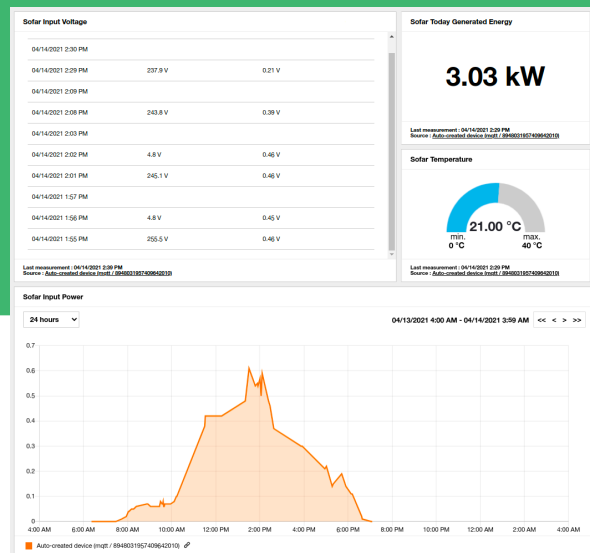 Sofar Input Voltage
04/14/2021 2:30 PM
04/14/2021 2:29 PM 237.9 V 0.21 V
04/14/2021 2:09 PM
04/14/2021 2:08 PM 243.8 V 0.39 V
04/14/2021 2:03 PM
04/14/2021 2:02 PM 4.8 V 0.46 V
04/14/2021 2:01 PM 245.1 V 0.46 V
04/14/2021 1:57 PM
04/14/2021 1:56 PM 4.8 V 0.45 V
04/14/2021 1:55 PM 255.5 V 0.46 V
Last measurement : 04/14/2021 2:39 PM
Source : Auto-created device (mqtt / 8948031957409642010)
Sofar Today Generated Energy
3.03 kW
Last measurement : 04/14/2021 2:29 PM
Source : Auto-created device (mqtt / 8948031957409642010)
Sofar Temperature
21.00 °C
min. max.
0 °C 40 °C
Last measurement : 04/14/2021 2:29 PM
Source : Auto-created device (mqtt / 8948031957409642010)
Sofar Input Power
24 hours 04/13/2021 4:00 AM - 04/14/2021 3:59 AM << < > >>
0.7
0.6
0.5
0.4
0.3
0.2
0.1
0
4:00 AM 6:00 AM 8:00 AM 10:00 AM 12:00 PM 2:00 PM 4:00 PM 6:00 PM 8:00 PM 10:00 PM 12:00 AM 2:00 AM 4:00 AM
Auto-created device (mqtt / 8948031957409642010)